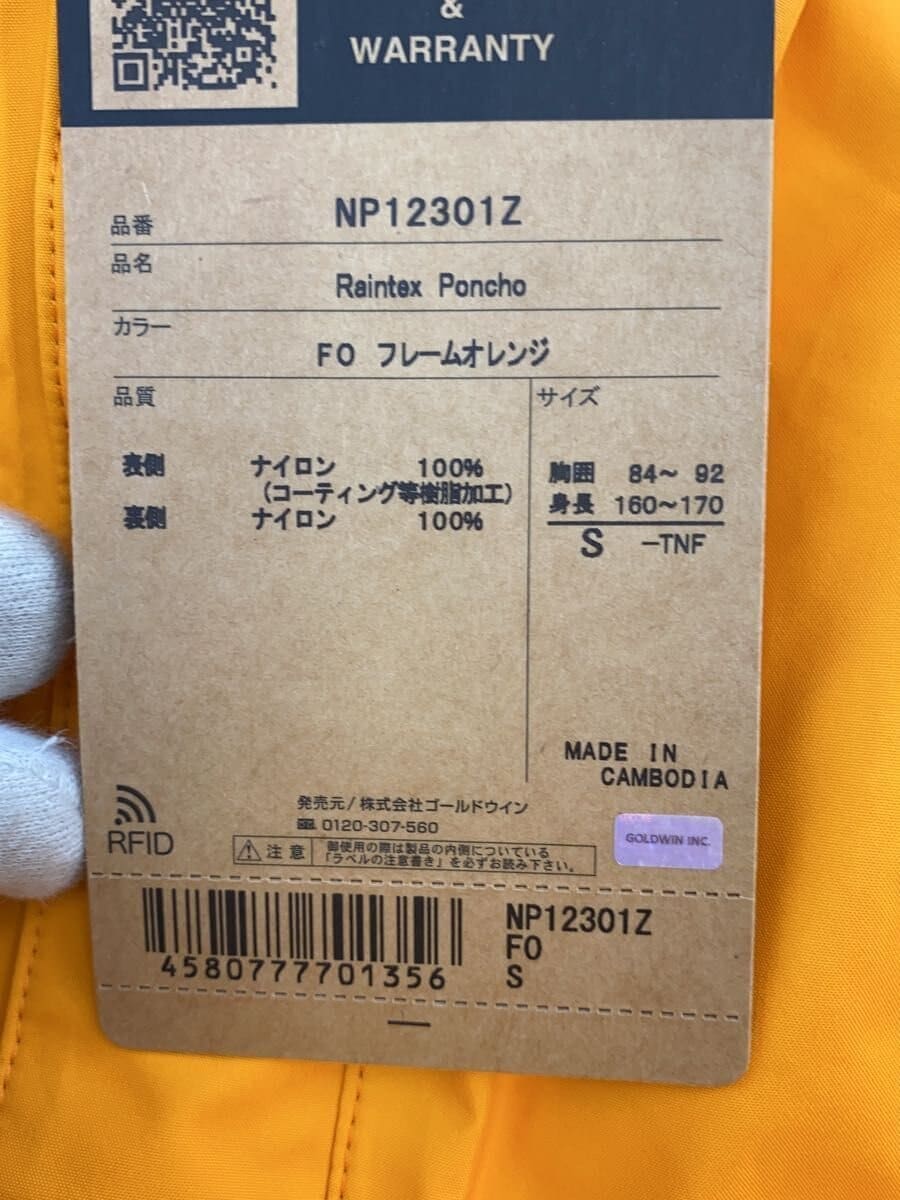 &
WARRANTY
品番 NP12301Z
品名
Raintex Poncho
カラー
FO フレームオレンジ
品質
サイズ
表側 ナイロン 100%
(コーティング等樹脂加工)
裏側 ナイロン 100%
胸囲 84～ 92
身長 160～170
S -TNF
MADE IN
CAMBODIA
RFID
発売元/株式会社ゴールドウイン
0120-307-560
注意
御使用の際は製品の内側についている
「ラベルの注意書き」を必ずお読み下さい。
GOLDWIN INC.
4580777701356
NP12301Z
FO
S